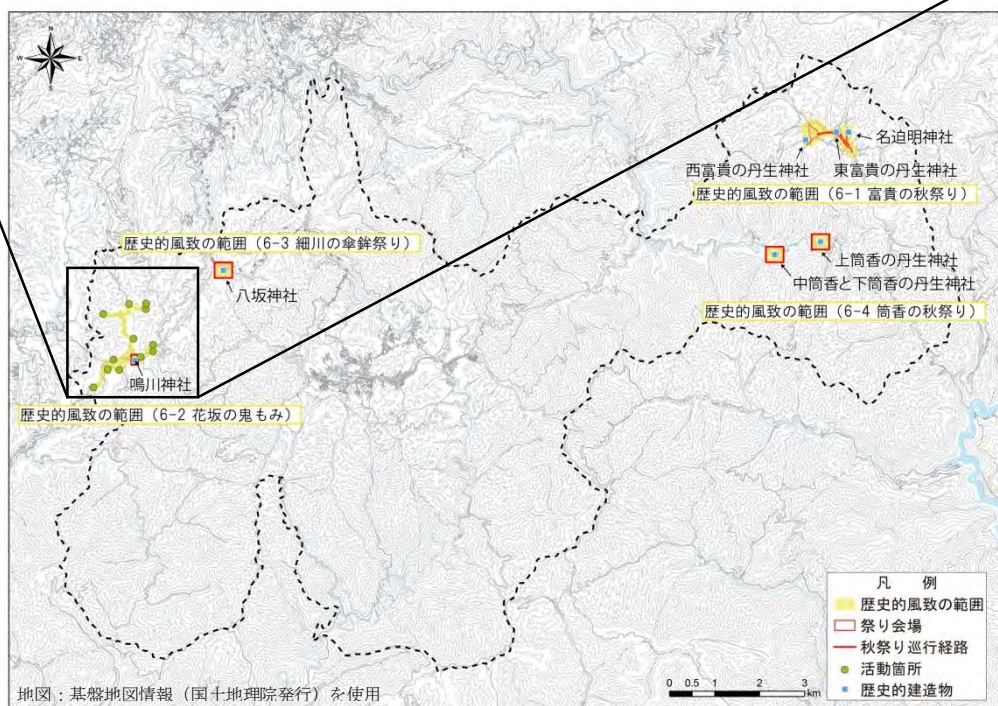 N
W
E
S
名迫明神社
西富貴の丹生神社
東富貴の丹生神社
歴史的風致の範囲（6-1 富貴の秋祭り）
歴史的風致の範囲（6-3 細川の傘鉾祭り）
八坂神社
上筒香の丹生神社
中筒香と下筒香の丹生神社
歴史的風致の範囲（6-4 筒香の秋祭り）
鳴川神社
歴史的風致の範囲（6-2 花坂の鬼もみ）
凡　例
歴史的風致の範囲
祭り会場
秋祭り巡行経路
活動箇所
歴史的建造物
0 0.5 1 2 3
km
地図：基盤地図情報（国土地理院発行）を使用